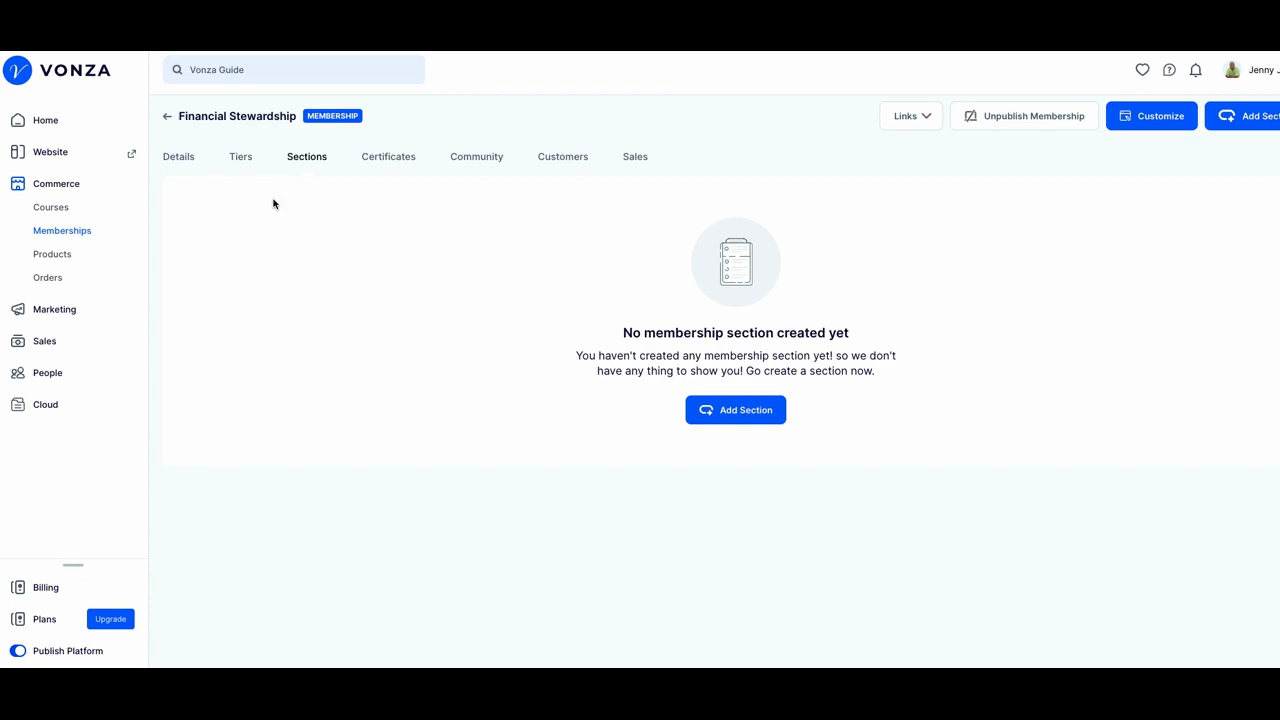 VONZA
Vonza Guide
Jenny J
Home
Website
Commerce
Courses
Memberships
Products
Orders
Marketing
Sales
People
Cloud
Billing
Plans
Upgrade
Publish Platform
Financial Stewardship
MEMBERSHIP
Links
Unpublish Membership
Customize
Add Sect
Details
Tiers
Sections
Certificates
Community
Customers
Sales
No membership section created yet
You haven't created any membership section yet! so we don't
have any thing to show you! Go create a section now.
Add Section